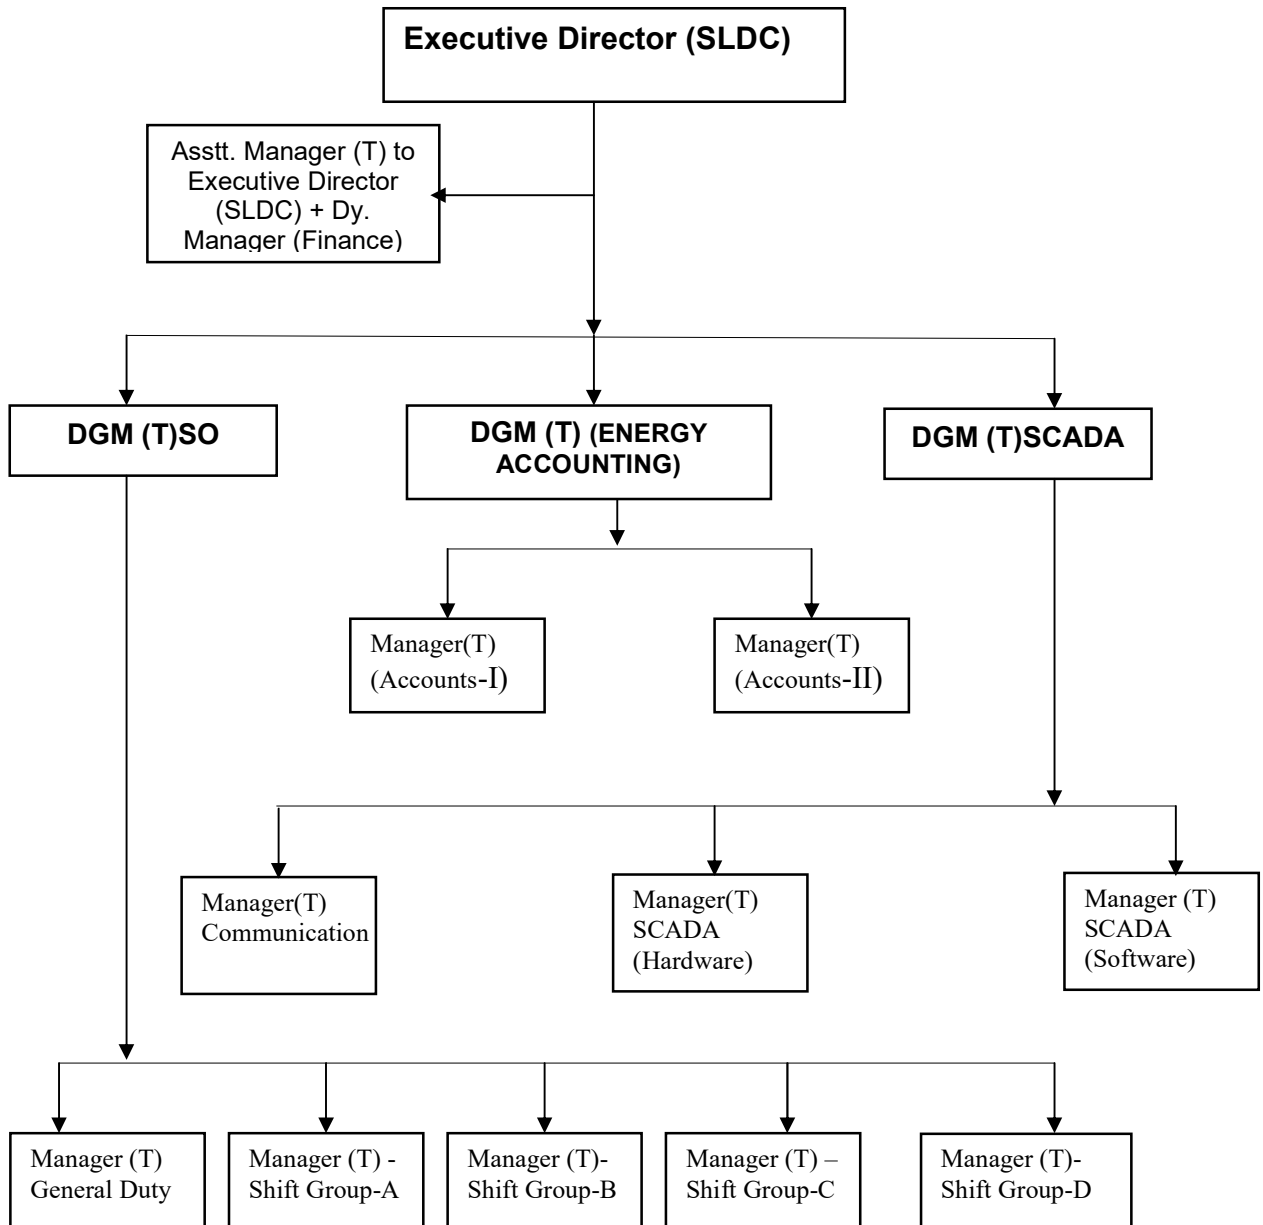 Executive Director (SLDC)
Asstt. Manager (T) to
Executive Director
(SLDC) + Dy.
Manager (Finance)
DGM (T)SO
DGM (T) (ENERGY
ACCOUNTING)
DGM (T)SCADA
Manager(T)
(Accounts-I)
Manager(T)
(Accounts-II)
Manager(T)
Communication
Manager(T)
SCADA
(Hardware)
Manager (T)
SCADA
(Software)
Manager (T)
General Duty
Manager (T) -
Shift Group-A
Manager (T)-
Shift Group-B
Manager (T) –
Shift Group-C
Manager (T)-
Shift Group-D